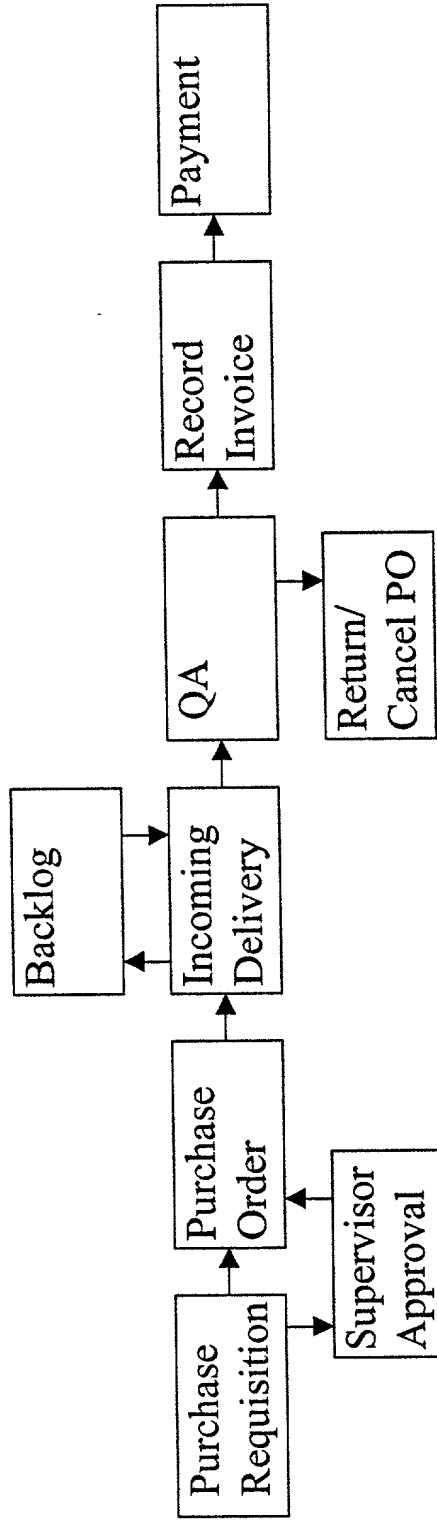 Purchase
Requisition
Supervisor
Approval
Purchase
Order
Backlog
Incoming
Delivery
QA
Return/
Cancel PO
Record
Invoice
Payment